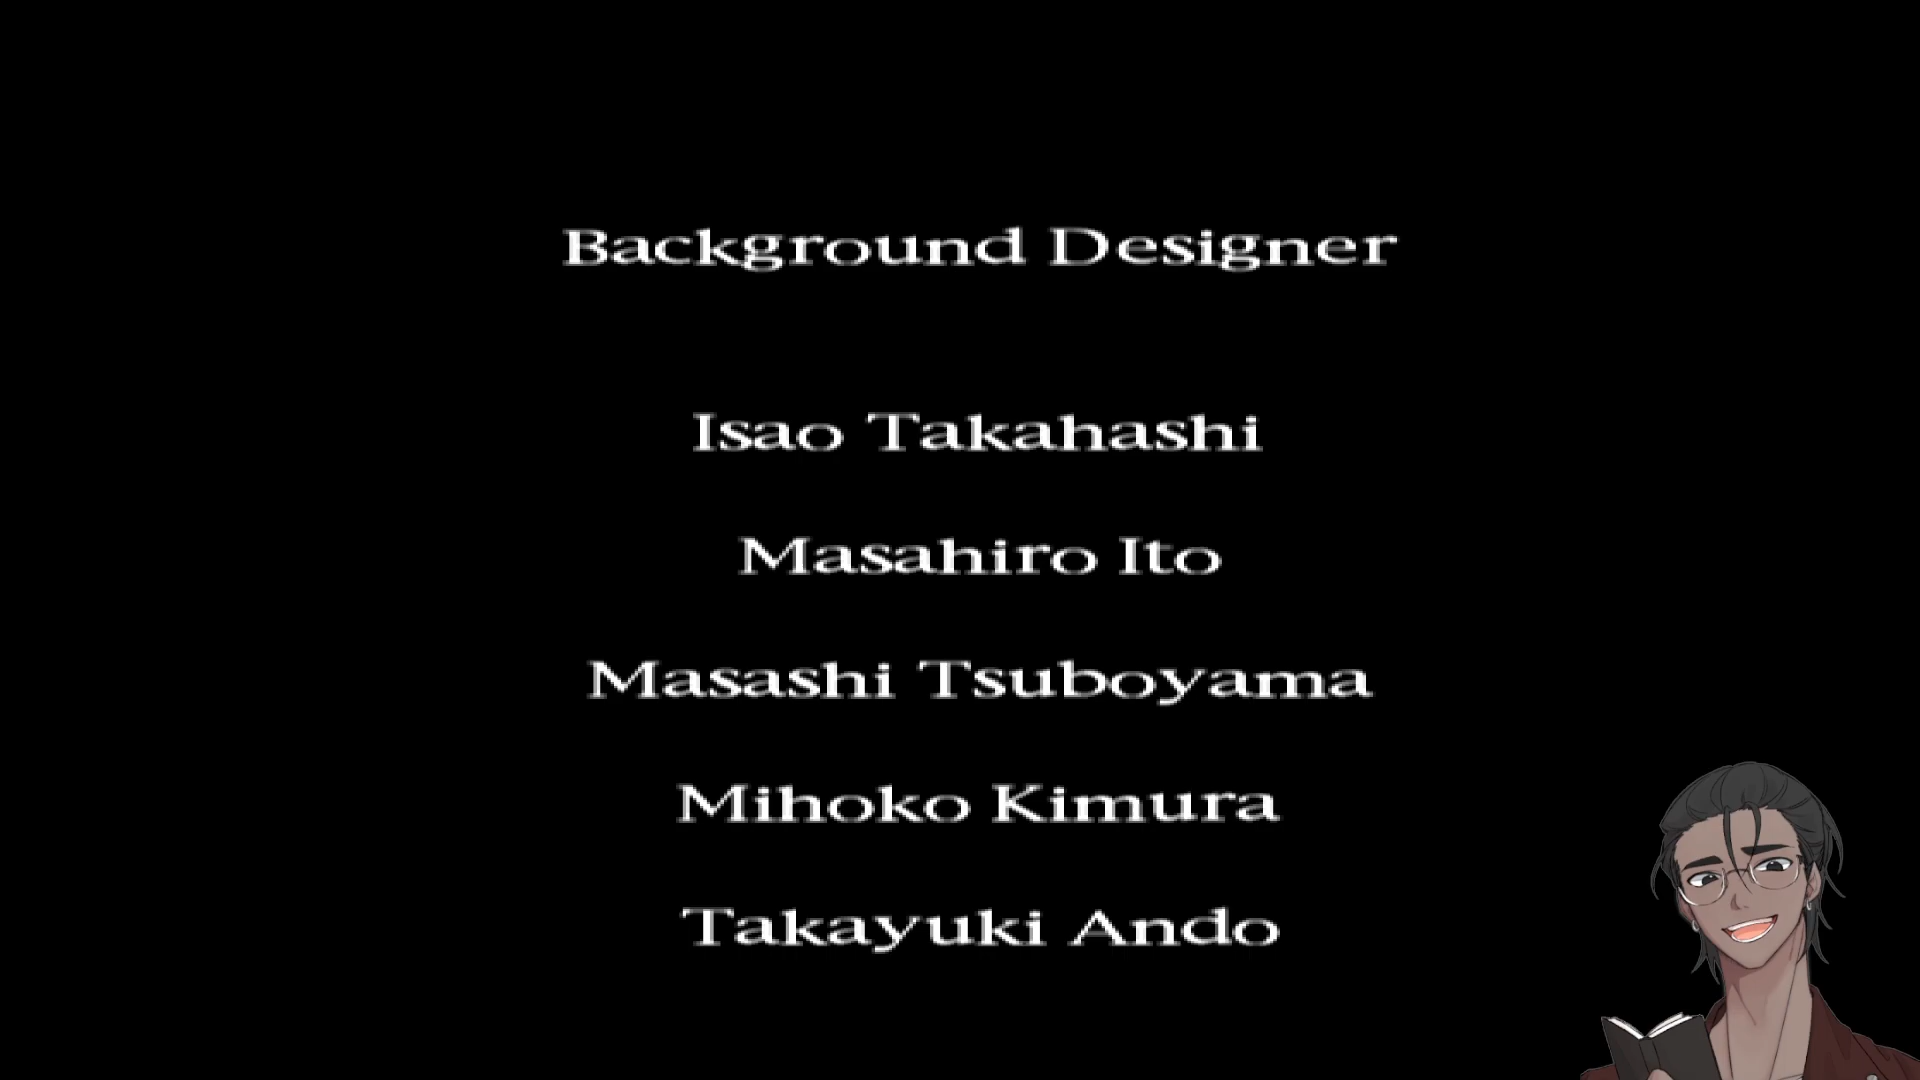 Background Designer
Isao Takahashi
Masahiro Ito
Masashi Tsuboyama
Mihoko Kimura
Takayuki Ando